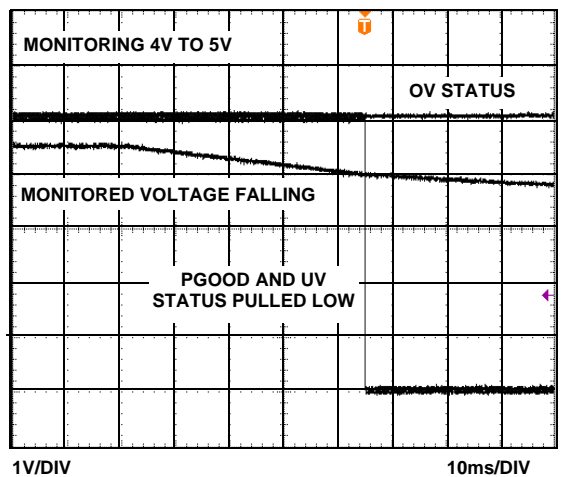 T
MONITORING 4V TO 5V
OV STATUS
MONITORED VOLTAGE FALLING
PGOOD AND UV
STATUS PULLED LOW
1V/DIV
10ms/DIV